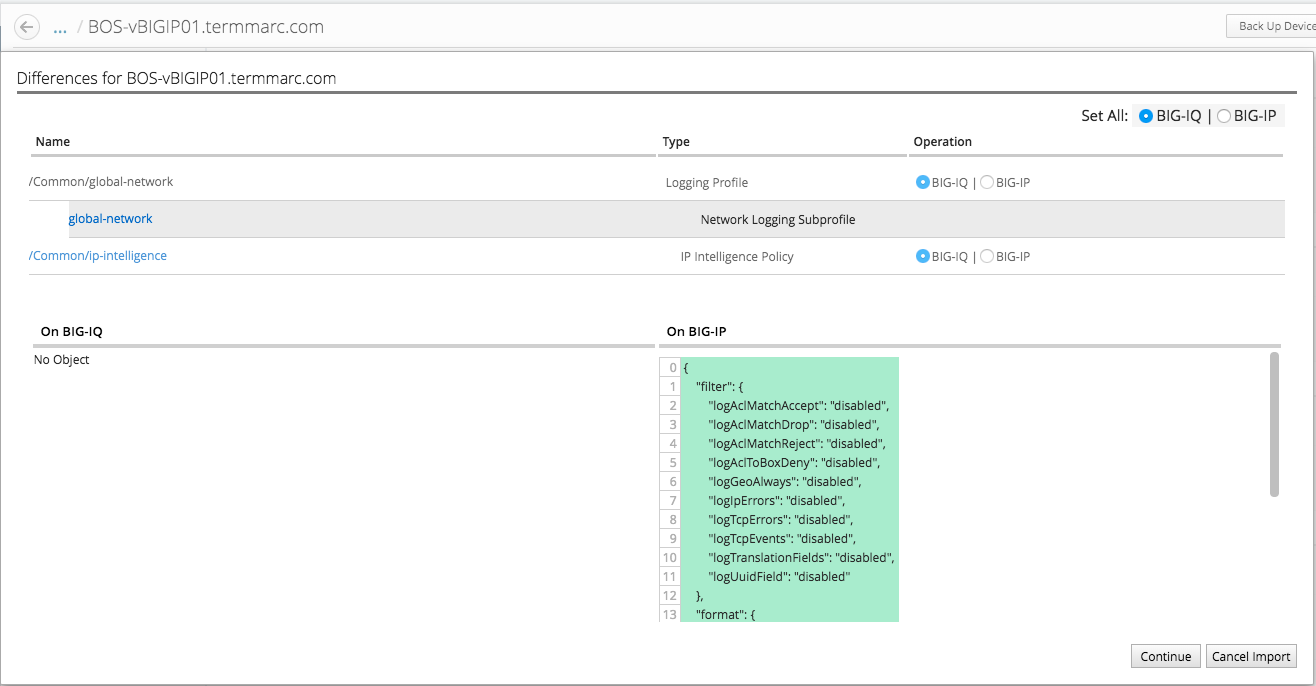 ... / BOS-vBIGIP01.termmarc.com
Back Up Device
Differences for BOS-vBIGIP01.termmarc.com
Set All: BIG-IQ | BIG-IP
Name Type Operation
/Common/global-network Logging Profile BIG-IQ | BIG-IP
global-network Network Logging Subprofile
/Common/ip-intelligence IP Intelligence Policy BIG-IQ | BIG-IP
On BIG-IQ On BIG-IP
No Object
0 {
1 "filter": {
2 "logAclMatchAccept": "disabled",
3 "logAclMatchDrop": "disabled",
4 "logAclMatchReject": "disabled",
5 "logAclToBoxDeny": "disabled",
6 "logGeoAlways": "disabled",
7 "logIpErrors": "disabled",
8 "logTcpErrors": "disabled",
9 "logTcpEvents": "disabled",
10 "logTranslationFields": "disabled",
11 "logUuidField": "disabled"
12 },
13 "format": {
Continue Cancel Import